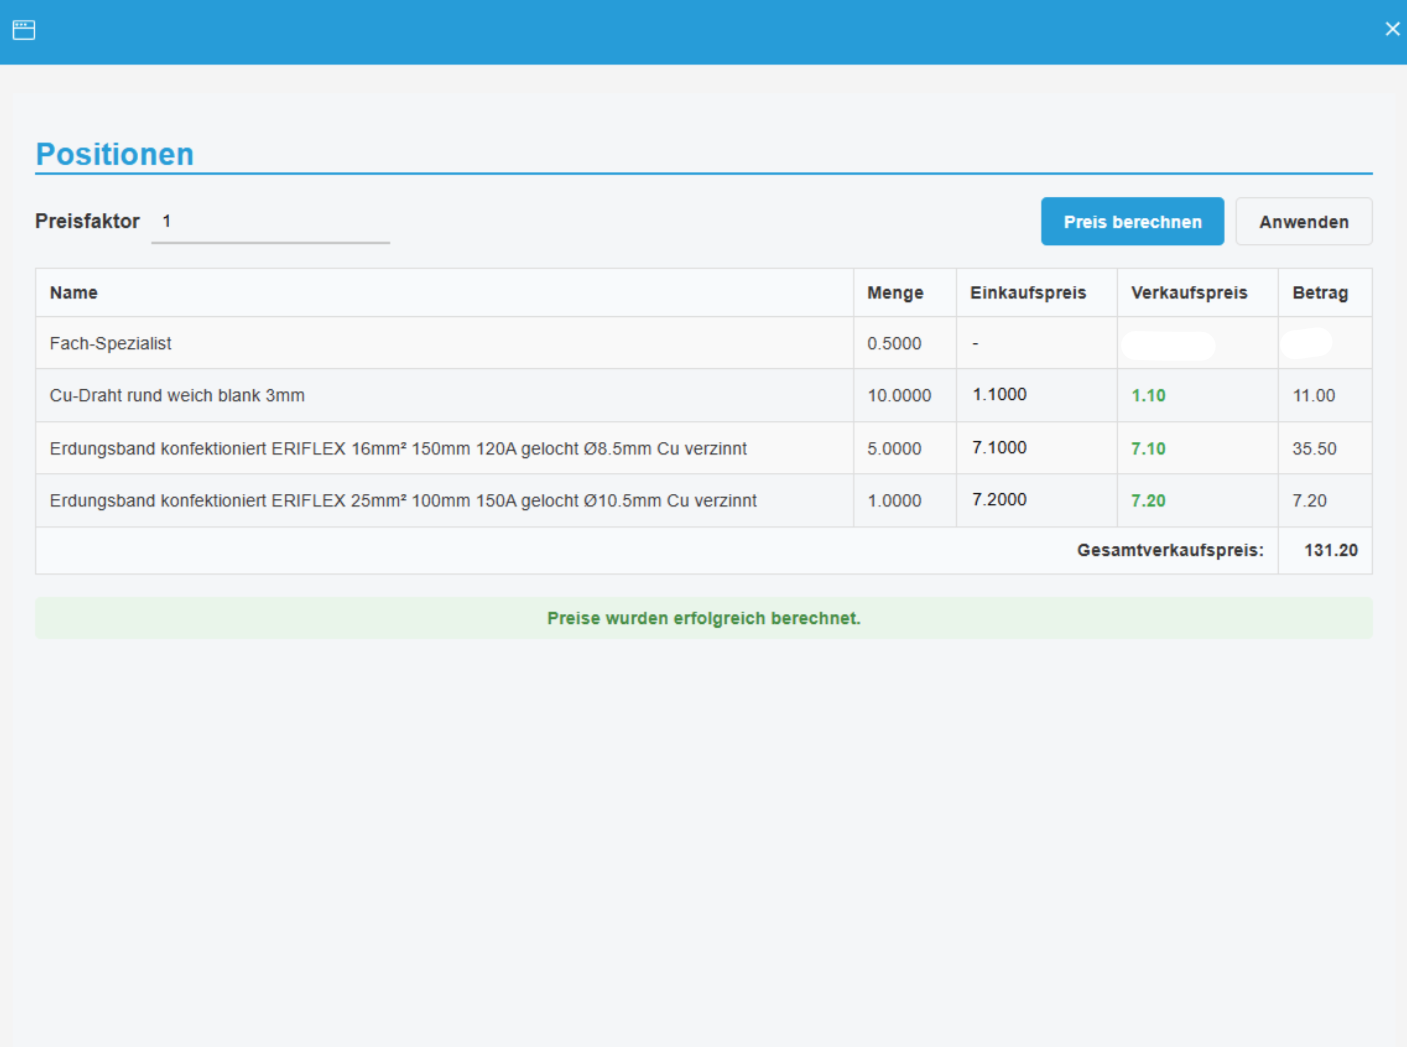 Positionen
Preisfaktor 1 Preis berechnen Anwenden
Name Menge Einkaufspreis Verkaufspreis Betrag
Fach-Spezialist 0.5000 -
Cu-Draht rund weich blank 3mm 10.0000 1.1000 1.10 11.00
Erdungsband konfektioniert ERIFLEX 16mm² 150mm 120A gelocht Ø8.5mm Cu verzinnt 5.0000 7.1000 7.10 35.50
Erdungsband konfektioniert ERIFLEX 25mm² 100mm 150A gelocht Ø10.5mm Cu verzinnt 1.0000 7.2000 7.20 7.20
Gesamtverkaufspreis: 131.20
Preise wurden erfolgreich berechnet.